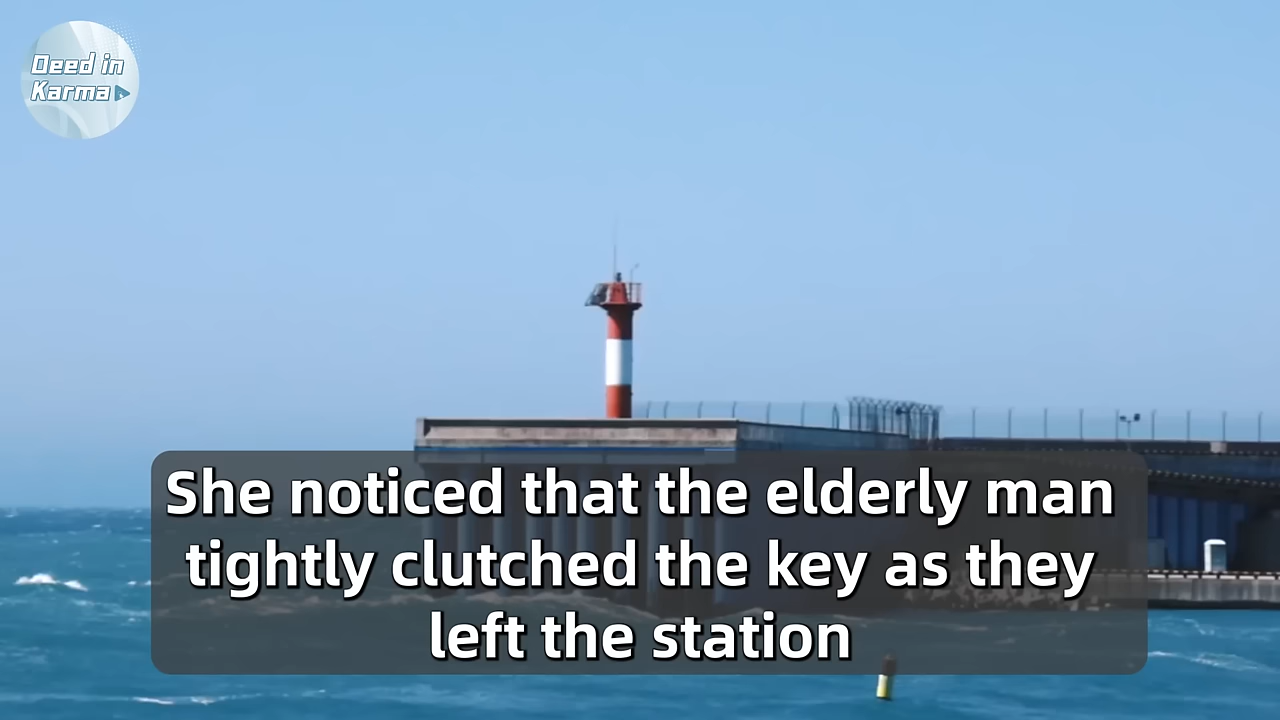 Deed in
Karma
She noticed that the elderly man
tightly clutched the key as they
left the station